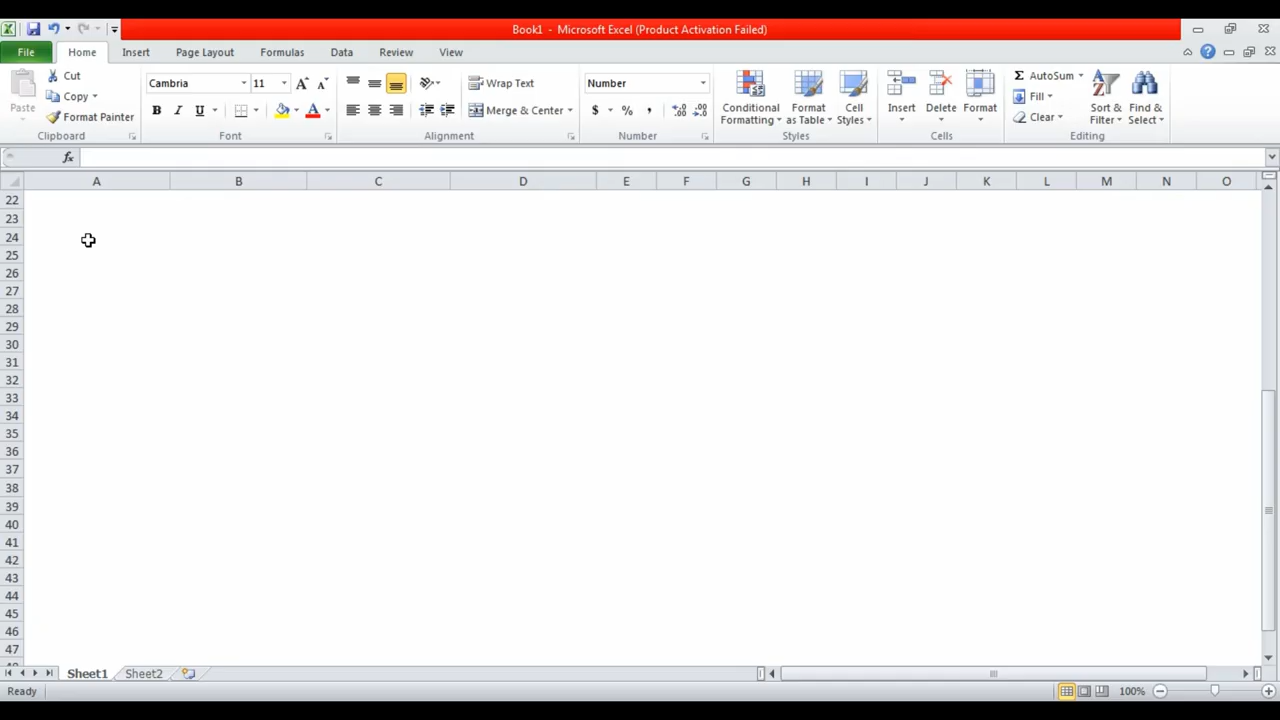 Book1 - Microsoft Excel (Product Activation Failed)
File Home Insert Page Layout Formulas Data Review View
Paste
Cut
Copy
Format Painter
Clipboard
Cambria 11
B I U A
Font
Wrap Text
Merge & Center
Alignment
Number
$ % ,
Number
Conditional Formatting
Format as Table
Cell Styles
Styles
Insert Delete Format
Cells
Σ AutoSum
Fill
Clear
Sort & Filter
Find & Select
Editing
fx
A B C D E F G H I J K L M N O
22
23
24
25
26
27
28
29
30
31
32
33
34
35
36
37
38
39
40
41
42
43
44
45
46
47
Sheet1 Sheet2
Ready 100%